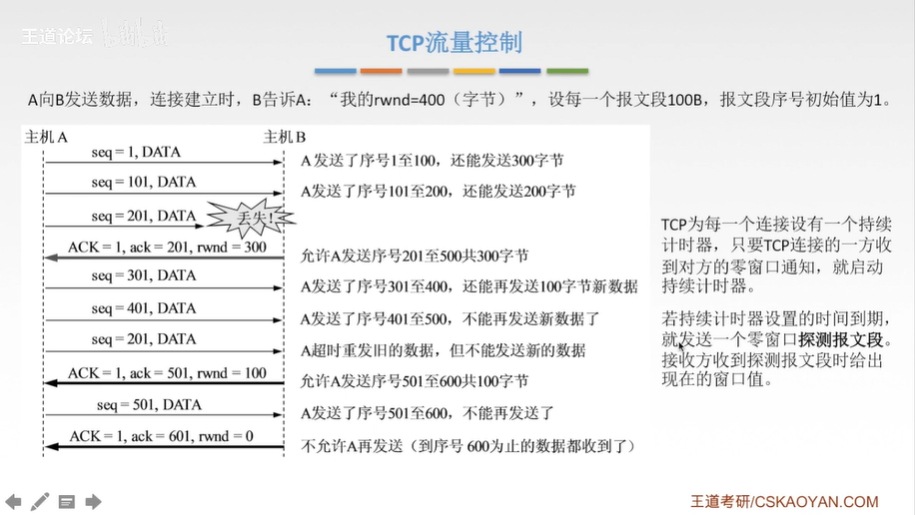 王道论坛
TCP流量控制
A向B发送数据，连接建立时，B告诉A：“我的rwnd=400（字节）”，设每一个报文段100B，报文段序号初始值为1。
主机A 主机B
seq = 1, DATA
A发送了序号1至100，还能发送300字节
seq = 101, DATA
A发送了序号101至200，还能发送200字节
seq = 201, DATA
丢失!
ACK = 1, ack = 201, rwnd = 300
允许A发送序号201至500共300字节
seq = 301, DATA
A发送了序号301至400，还能再发送100字节新数据
seq = 401, DATA
A发送了序号401至500，不能再发送新数据了
seq = 201, DATA
A超时重发旧的数据，但不能发送新的数据
ACK = 1, ack = 501, rwnd = 100
允许A发送序号501至600共100字节
seq = 501, DATA
A发送了序号501至600，不能再发送了
ACK = 1, ack = 601, rwnd = 0
不允许A再发送（到序号 600为止的数据都收到了）
TCP为每一个连接设有一个持续
计时器，只要TCP连接的一方收
到对方的零窗口通知，就启动
持续计时器。
若持续计时器设置的时间到期，
就发送一个零窗口探测报文段。
接收方收到探测报文段时给出
现在的窗口值。
王道考研/CSKAOYAN.COM